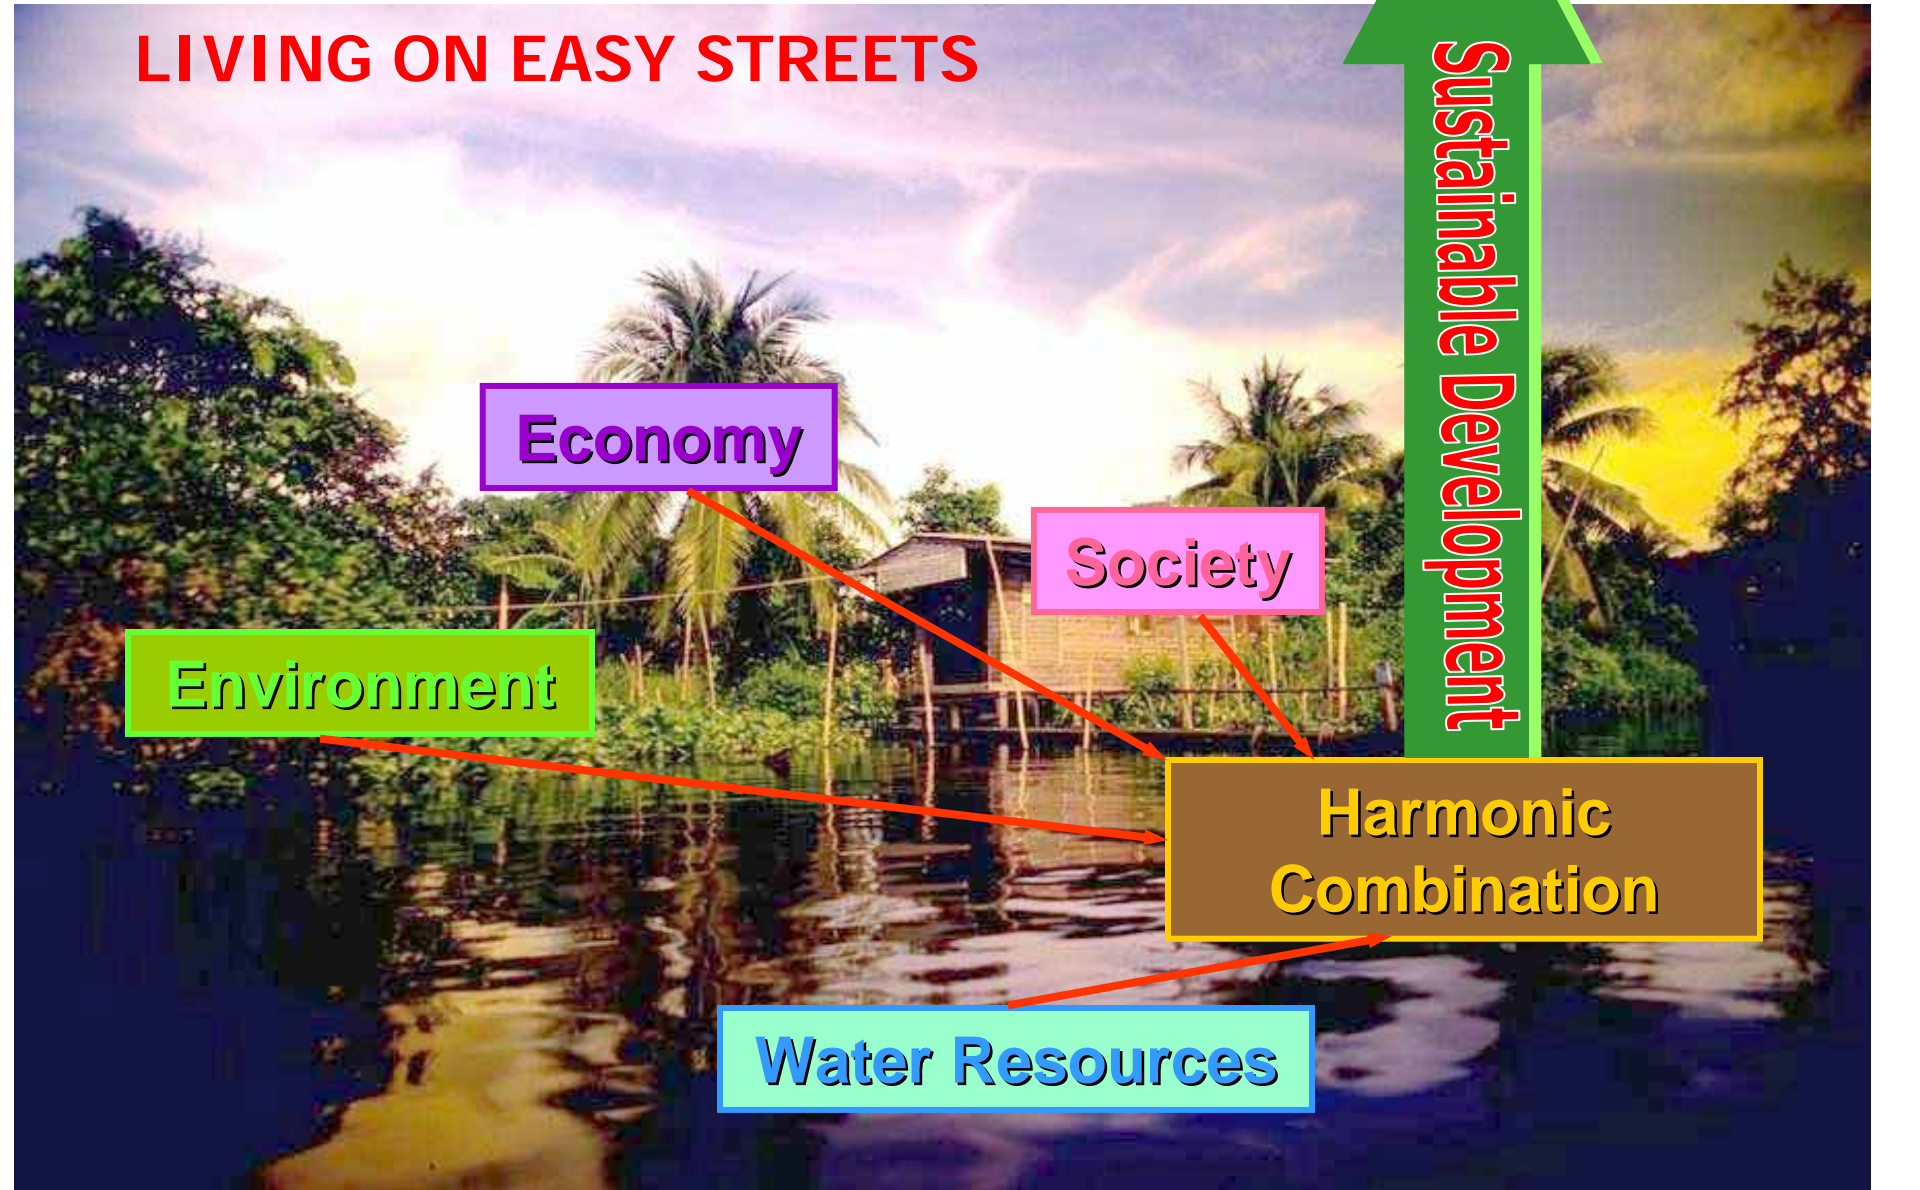 LIVING ON EASY STREETS
Sustainable Development
Economy
Society
Environment
Harmonic
Combination
Water Resources